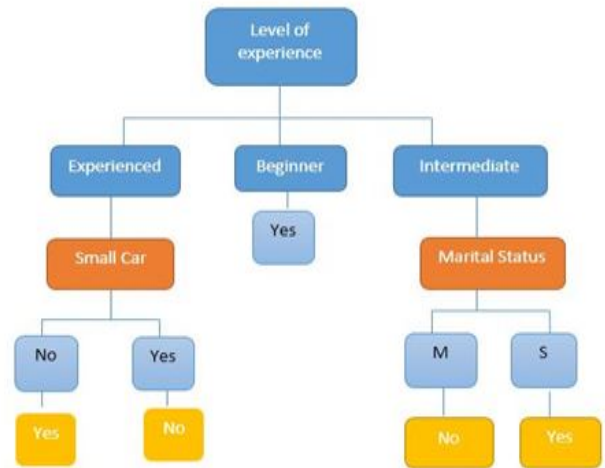 Level of
experience
Experienced
Beginner
Intermediate
Yes
Small Car
Marital Status
No
Yes
M
S
Yes
No
No
Yes